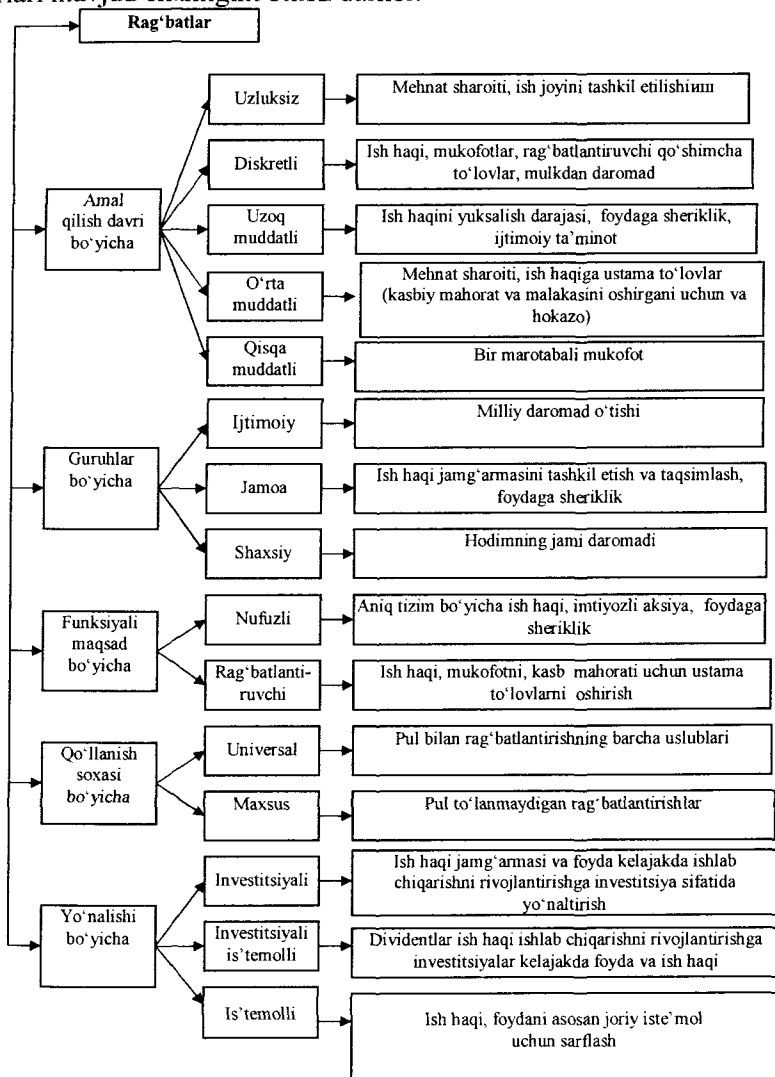 Rag‘batlar
Amal
qilish davri
bo‘yicha
Uzluksiz
Mehnat sharoiti, ish joyini tashkil etilishiиш
Diskretli
Ish haqi, mukofotlar, rag‘batlantiruvchi qo‘shimcha
to‘lovlar, mulkdan daromad
Uzoq
muddatli
Ish haqini yuksalish darajasi, foydaga sheriklik,
ijtimoiy ta’minot
O‘rta
muddatli
Mehnat sharoiti, ish haqiga ustama to‘lovlar
(kasbiy mahorat va malakasini oshirgani uchun va
hokazo)
Qisqa
muddatli
Bir marotabali mukofot
Guruhlar
bo‘yicha
Ijtimoiy
Milliy daromad o‘tishi
Jamoa
Ish haqi jamg‘armasini tashkil etish va taqsimlash,
foydaga sheriklik
Shaxsiy
Hodimning jami daromadi
Funksiyali
maqsad
bo‘yicha
Nufuzli
Aniq tizim bo‘yicha ish haqi, imtiyozli aksiya, foydaga
sheriklik
Rag‘batlanti-
ruvchi
Ish haqi, mukofotni, kasb mahorati uchun ustama
to‘lovlarni oshirish
Qo‘llanish
soxasi
bo‘yicha
Universal
Pul bilan rag‘batlantirishning barcha uslublari
Maxsus
Pul to‘lanmaydigan rag‘batlantirishlar
Yo‘nalishi
bo‘yicha
Investitsiyali
Ish haqi jamg‘armasi va foyda kelajakda ishlab
chiqarishni rivojlantirishga investitsiya sifatida
yo‘naltirish
Investitsiyali
is’temolli
Dividentlar ish haqi ishlab chiqarishni rivojlantirishga
investitsiyalar kelajakda foyda va ish haqi
Is’temolli
Ish haqi, foydani asosan joriy iste`mol
uchun sarflash